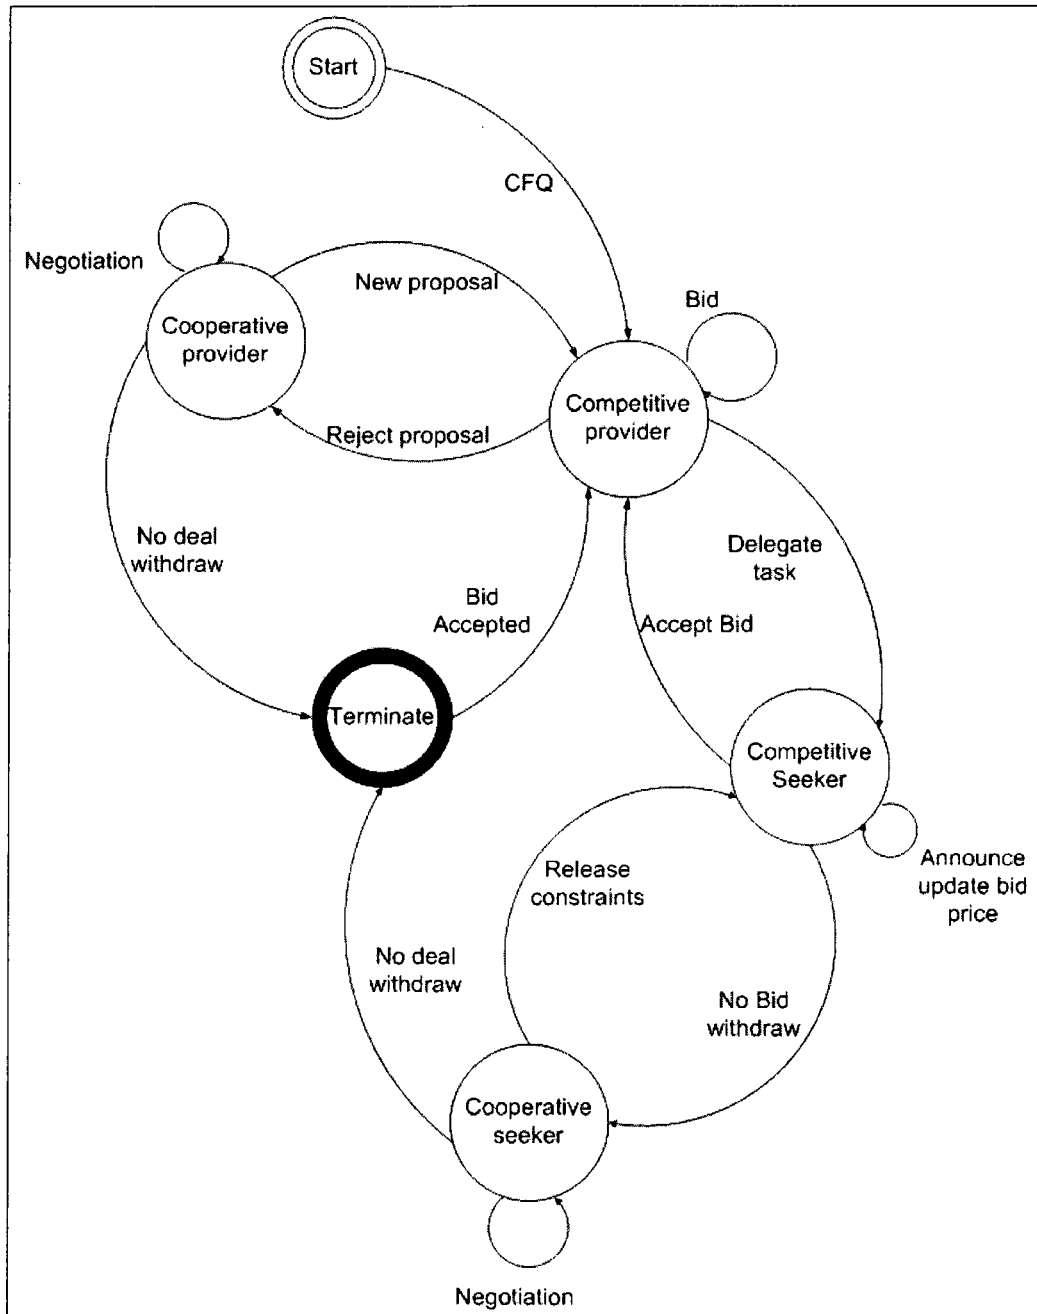 Start
CFQ
Negotiation
New proposal
Bid
Cooperative
provider
Competitive
provider
Reject proposal
No deal
withdraw
Delegate
task
Bid
Accepted
Accept Bid
Terminate
Competitive
Seeker
Release
constraints
Announce
update bid
price
No deal
withdraw
No Bid
withdraw
Cooperative
seeker
Negotiation